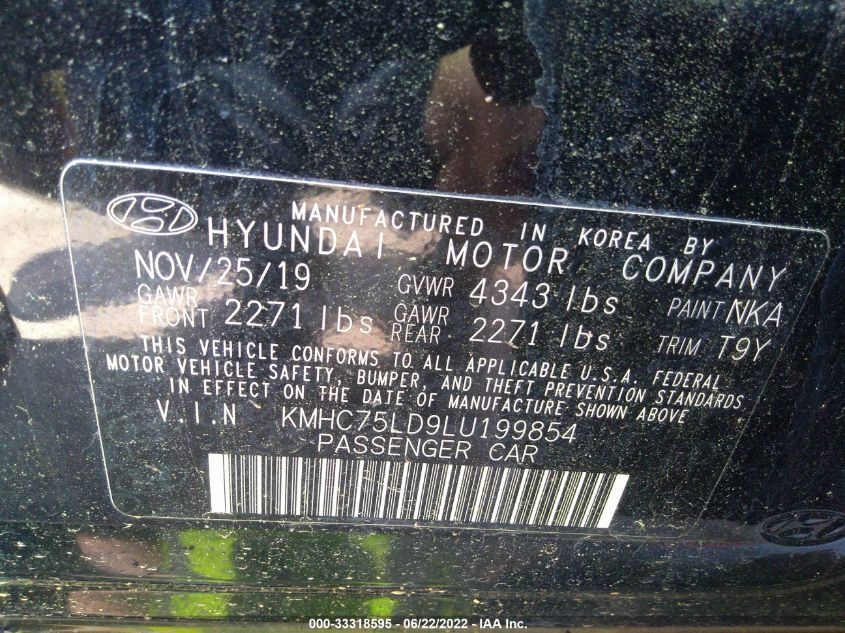 MANUFACTURED IN KOREA BY
HYUNDAI MOTOR COMPANY
NOV/25/19 GVWR 4343 lbs PAINT NKA
GAWR FRONT 2271 lbs GAWR REAR 2271 lbs TRIM T9Y
THIS VEHICLE CONFORMS TO ALL APPLICABLE U.S.A. FEDERAL
MOTOR VEHICLE SAFETY, BUMPER, AND THEFT PREVENTION STANDARDS
IN EFFECT ON THE DATE OF MANUFACTURE SHOWN ABOVE
V.I.N KMHC75LD9LU199854
PASSENGER CAR
000-33318595 - 06/22/2022 - IAA Inc.